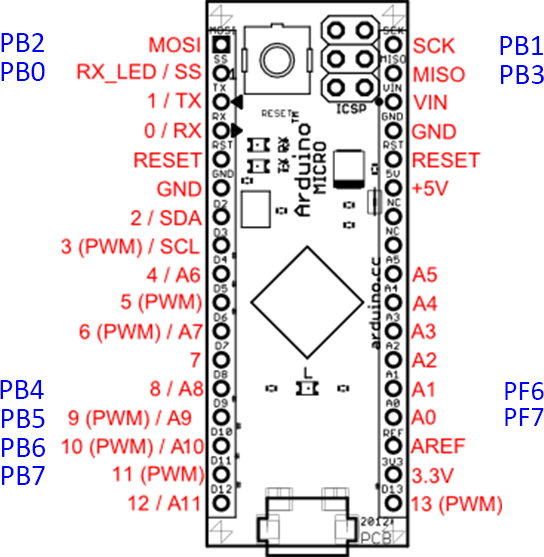 PB2 MOSI MOSI SCK SCK PB1
PB0 RX_LED / SS SS 1 MISO MISO PB3
1 / TX TX VIN VIN
ICSP
0 / RX RX GND GND
RESET
RESET RST RST RESET
TX RX
Arduino™
MICRO
GND GND 5V +5V
2 / SDA D2 NC
3 (PWM) / SCL D3 NC
4 / A6 D4 A5 A5
arduino.cc
5 (PWM) D5 A4 A4
6 (PWM) / A7 D6 A3 A3
7 D7 A2 A2
L
PB4 8 / A8 D8 A1 A1 PF6
PB5 9 (PWM) / A9 D9 A0 A0 PF7
PB6 10 (PWM) / A10 D10 REF AREF
PB7 11 (PWM) D11 3V3 3.3V
12 / A11 D12 D13 13 (PWM)
2012
PCB